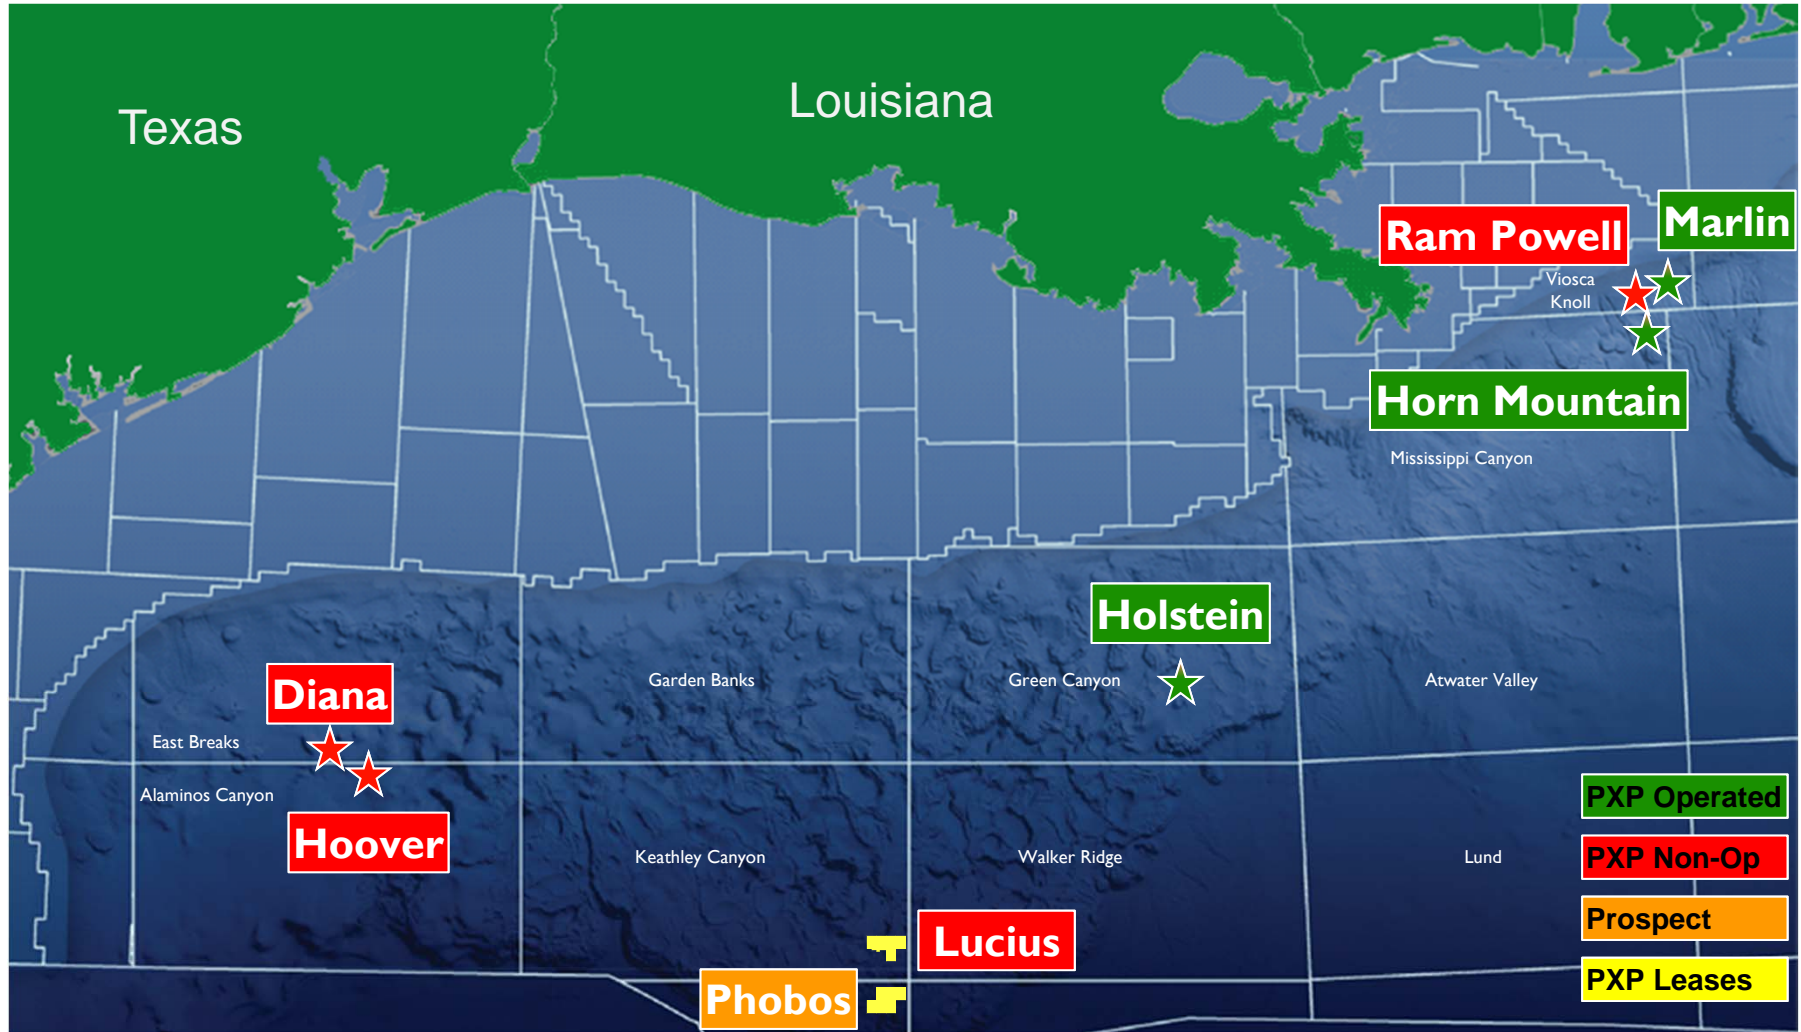 Texas
Louisiana
Ram Powell
Marlin
Viosca
Knoll
Horn Mountain
Mississippi Canyon
Holstein
Diana
Garden Banks
Green Canyon
Atwater Valley
East Breaks
Alaminos Canyon
Hoover
Keathley Canyon
Walker Ridge
Lund
Lucius
Phobos
PXP Operated
PXP Non-Op
Prospect
PXP Leases